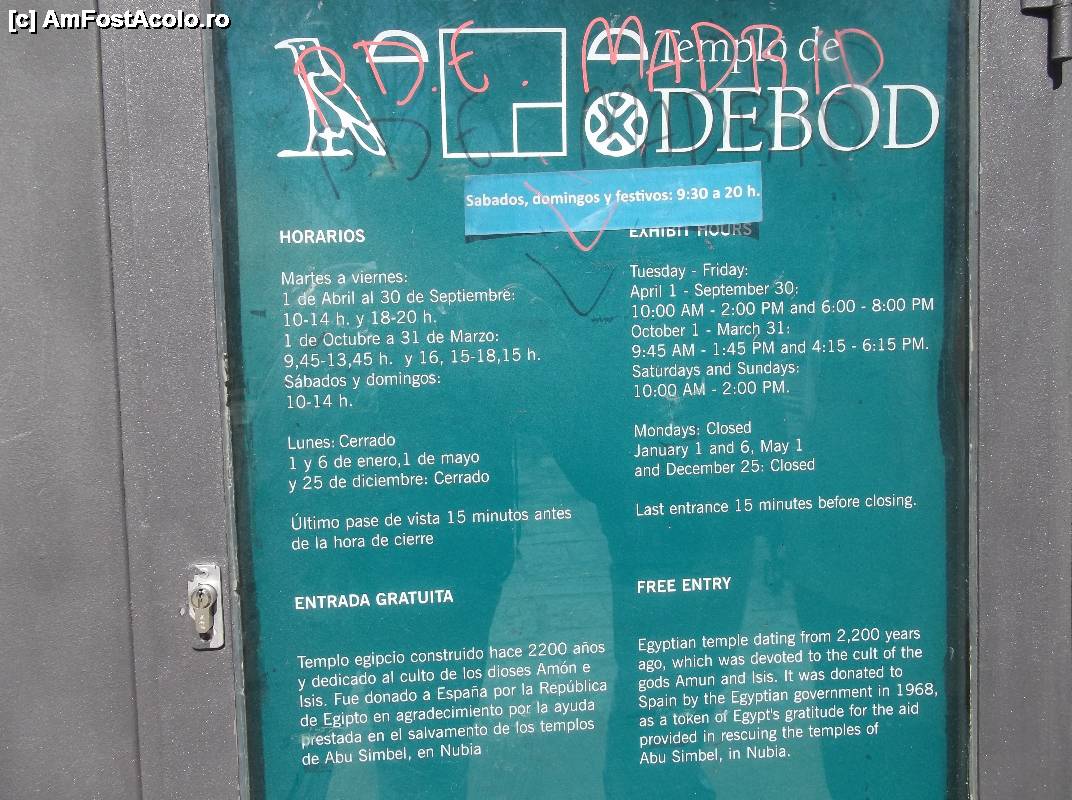 [c] AmFostAcolo.ro
P.D.E. MADRID
Templo de
DEBOD
P.D.E. MADRID
Sabados, domingos y festivos: 9:30 a 20 h.
HORARIOS
Martes a viernes:
1 de Abril al 30 de Septiembre:
10-14 h. y 18-20 h.
1 de Octubre a 31 de Marzo:
9,45-13,45 h. y 16, 15-18,15 h.
Sábados y domingos:
10-14 h.
Lunes: Cerrado
1 y 6 de enero,1 de mayo
y 25 de diciembre: Cerrado
Último pase de vista 15 minutos antes
de la hora de cierre
ENTRADA GRATUITA
Templo egipcio construido hace 2200 años
y dedicado al culto de los dioses Amón e
Isis. Fue donado a España por la República
de Egipto en agradecimiento por la ayuda
prestada en el salvamento de los templos
de Abu Simbel, en Nubia
EXHIBIT HOURS
Tuesday - Friday:
April 1 - September 30:
10:00 AM - 2:00 PM and 6:00 - 8:00 PM
October 1 - March 31:
9:45 AM - 1:45 PM and 4:15 - 6:15 PM.
Saturdays and Sundays:
10:00 AM - 2:00 PM.
Mondays: Closed
January 1 and 6, May 1
and December 25: Closed
Last entrance 15 minutes before closing.
FREE ENTRY
Egyptian temple dating from 2,200 years
ago, which was devoted to the cult of the
gods Amun and Isis. It was donated to
Spain by the Egyptian government in 1968,
as a token of Egypt's gratitude for the aid
provided in rescuing the temples of
Abu Simbel, in Nubia.